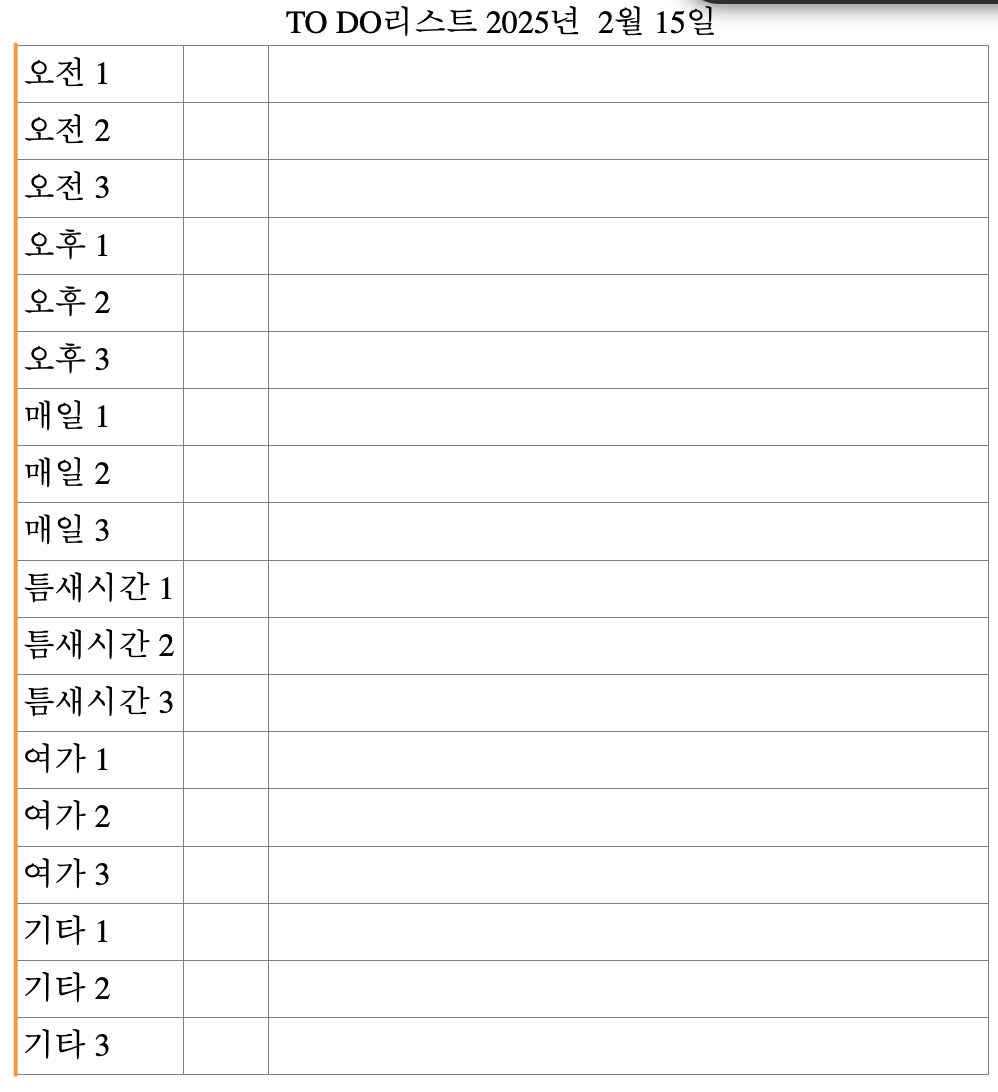 TO DO리스트 2025년  2월 15일
오전 1
오전 2
오전 3
오후 1
오후 2
오후 3
매일 1
매일 2
매일 3
틈새시간 1
틈새시간 2
틈새시간 3
여가 1
여가 2
여가 3
기타 1
기타 2
기타 3